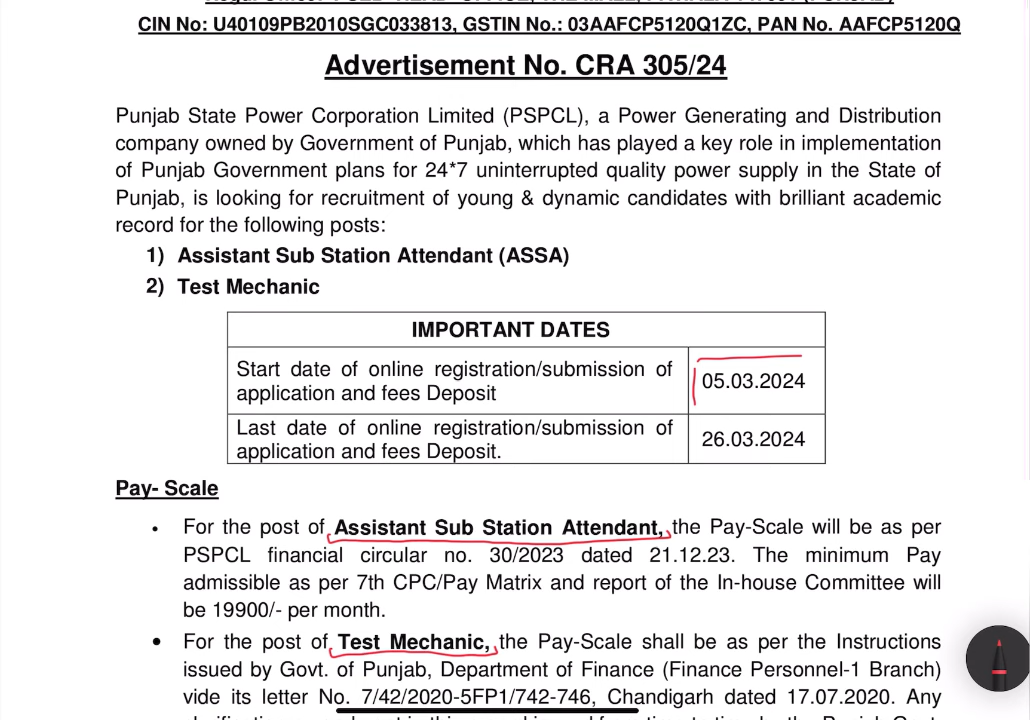 CIN No: U40109PB2010SGC033813, GSTIN No.: 03AAFCP5120Q1ZC, PAN No. AAFCP5120Q
Advertisement No. CRA 305/24
Punjab State Power Corporation Limited (PSPCL), a Power Generating and Distribution
company owned by Government of Punjab, which has played a key role in implementation
of Punjab Government plans for 24*7 uninterrupted quality power supply in the State of
Punjab, is looking for recruitment of young & dynamic candidates with brilliant academic
record for the following posts:
1) Assistant Sub Station Attendant (ASSA)
2) Test Mechanic
IMPORTANT DATES
Start date of online registration/submission of
application and fees Deposit
05.03.2024
Last date of online registration/submission of
application and fees Deposit.
26.03.2024
Pay- Scale
• For the post of Assistant Sub Station Attendant, the Pay-Scale will be as per
PSPCL financial circular no. 30/2023 dated 21.12.23. The minimum Pay
admissible as per 7th CPC/Pay Matrix and report of the In-house Committee will
be 19900/- per month.
• For the post of Test Mechanic, the Pay-Scale shall be as per the Instructions
issued by Govt. of Punjab, Department of Finance (Finance Personnel-1 Branch)
vide its letter No. 7/42/2020-5FP1/742-746, Chandigarh dated 17.07.2020. Any